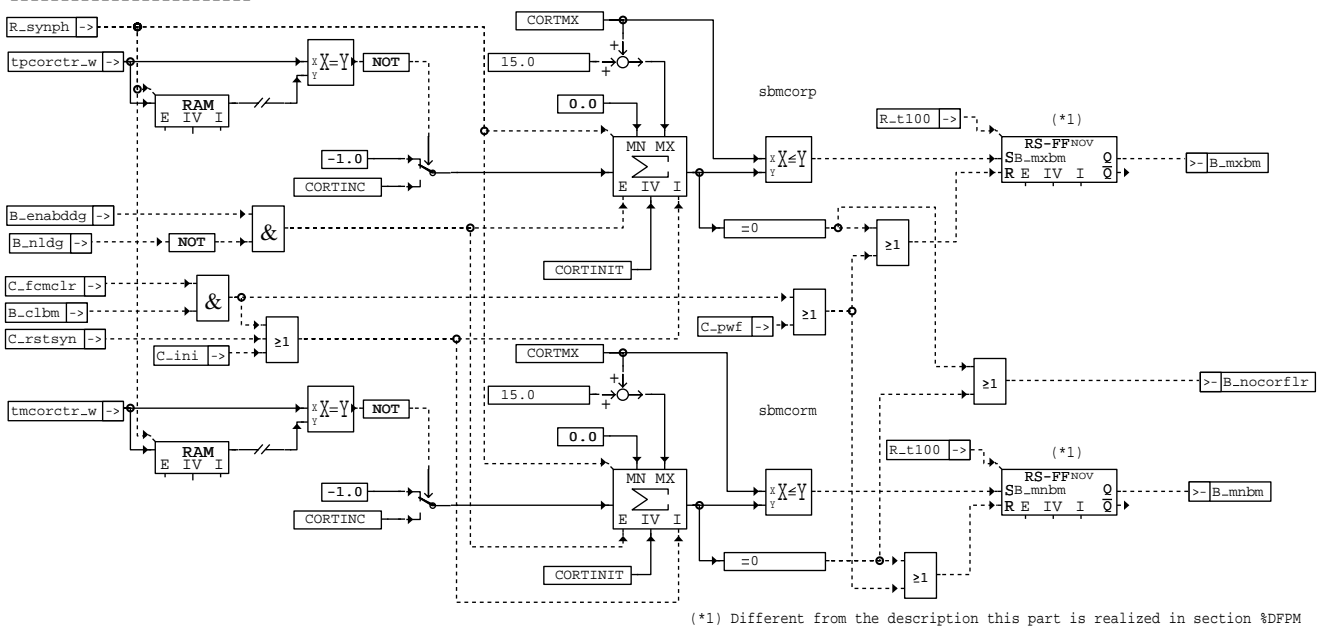 CORTMX
R_synph ->
+
tpcorctr_w ->
X
Y
X=Y
NOT
15.0
+
sbmcorp
RAM
E IV I
0.0
R_t100 ->
(*1)
MN MX
X
Y
X≤Y
RS-FF NOV
S B_mxbm Q
R E IV I Q
>- B_mxbm
-1.0
CORTINC
E IV I
B_enabddg ->
&
=0
≥1
B_nldg ->
NOT
CORTINIT
C_fcmclr ->
&
B_clbm ->
≥1
C_pwf ->
C_rstsyn ->
≥1
C_ini ->
CORTMX
≥1
>- B_nocorflr
+
15.0
+
tmcorctr_w ->
X
Y
X=Y
NOT
sbmcorm
RAM
E IV I
0.0
R_t100 ->
(*1)
MN MX
X
Y
X≤Y
RS-FF NOV
S B_mnbm Q
R E IV I Q
>- B_mnbm
-1.0
CORTINC
E IV I
=0
≥1
CORTINIT
(*1) Different from the description this part is realized in section %DFPM